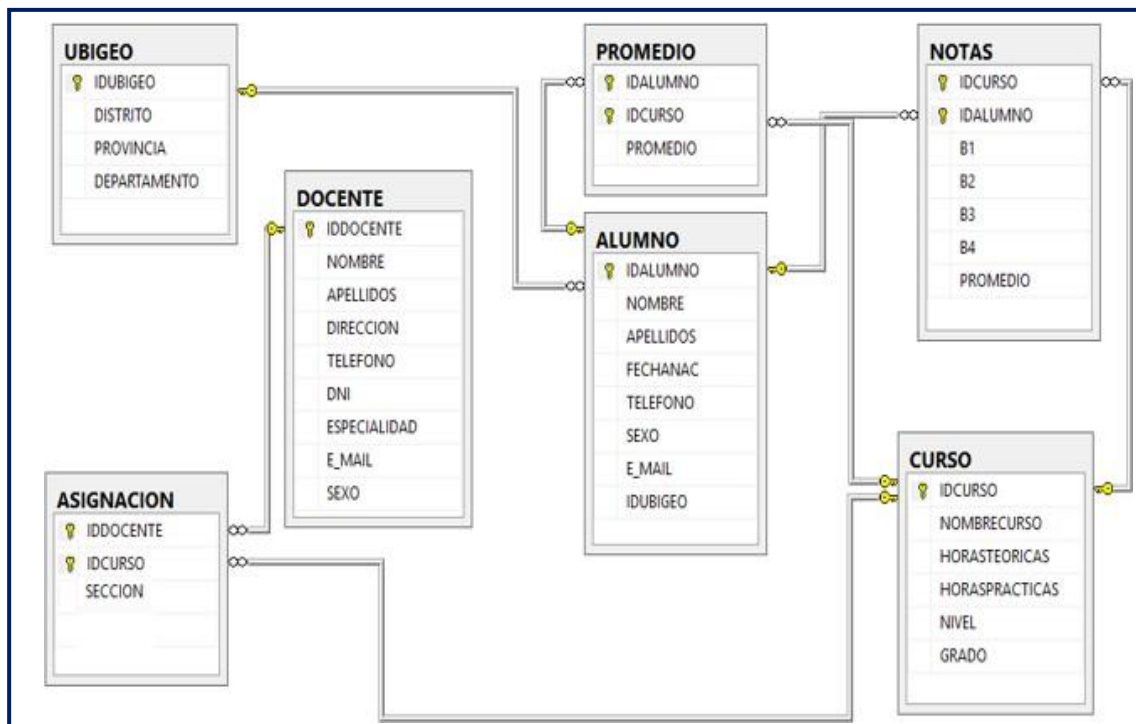 UBIGEO
IDUBIGEO
DISTRITO
PROVINCIA
DEPARTAMENTO
DOCENTE
IDDOCENTE
NOMBRE
APELLIDOS
DIRECCION
TELEFONO
DNI
ESPECIALIDAD
E_MAIL
SEXO
ASIGNACION
IDDOCENTE
IDCURSO
SECCION
PROMEDIO
IDALUMNO
IDCURSO
PROMEDIO
ALUMNO
IDALUMNO
NOMBRE
APELLIDOS
FECHANAC
TELEFONO
SEXO
E_MAIL
IDUBIGEO
NOTAS
IDCURSO
IDALUMNO
B1
B2
B3
B4
PROMEDIO
CURSO
IDCURSO
NOMBRECURSO
HORASTEORICAS
HORASPRACTICAS
NIVEL
GRADO